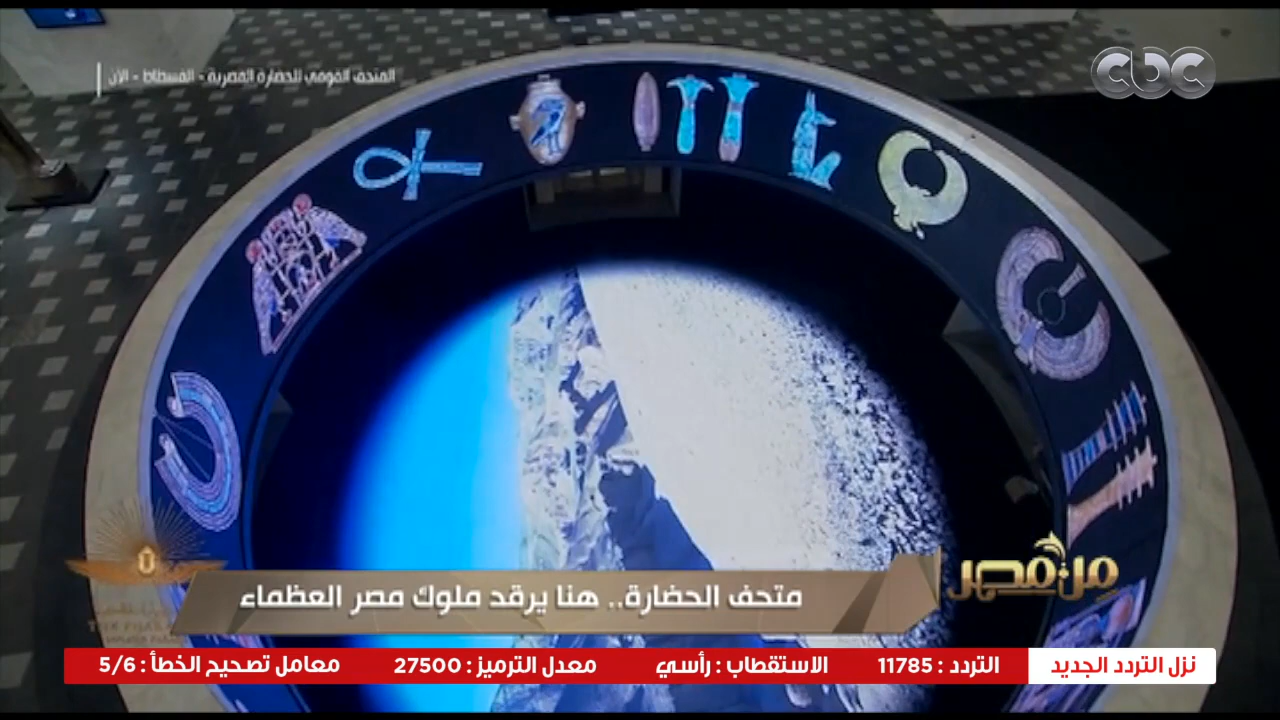 المتحف القومي للحضارة المصرية - الفسطاط - الآن
cbc
من مصر
متحف الحضارة.. هنا يرقد ملوك مصر العظماء
نزل التردد الجديد
التردد : 11785 الاستقطاب : رأسي معدل الترميز : 27500 معامل تصحيح الخطأ : 5/6